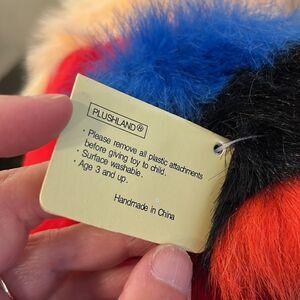 PLUSHLAND®
· Please remove all plastic attachments
before giving toy to child.
· Surface washable.
· Age 3 and up.
Handmade in China